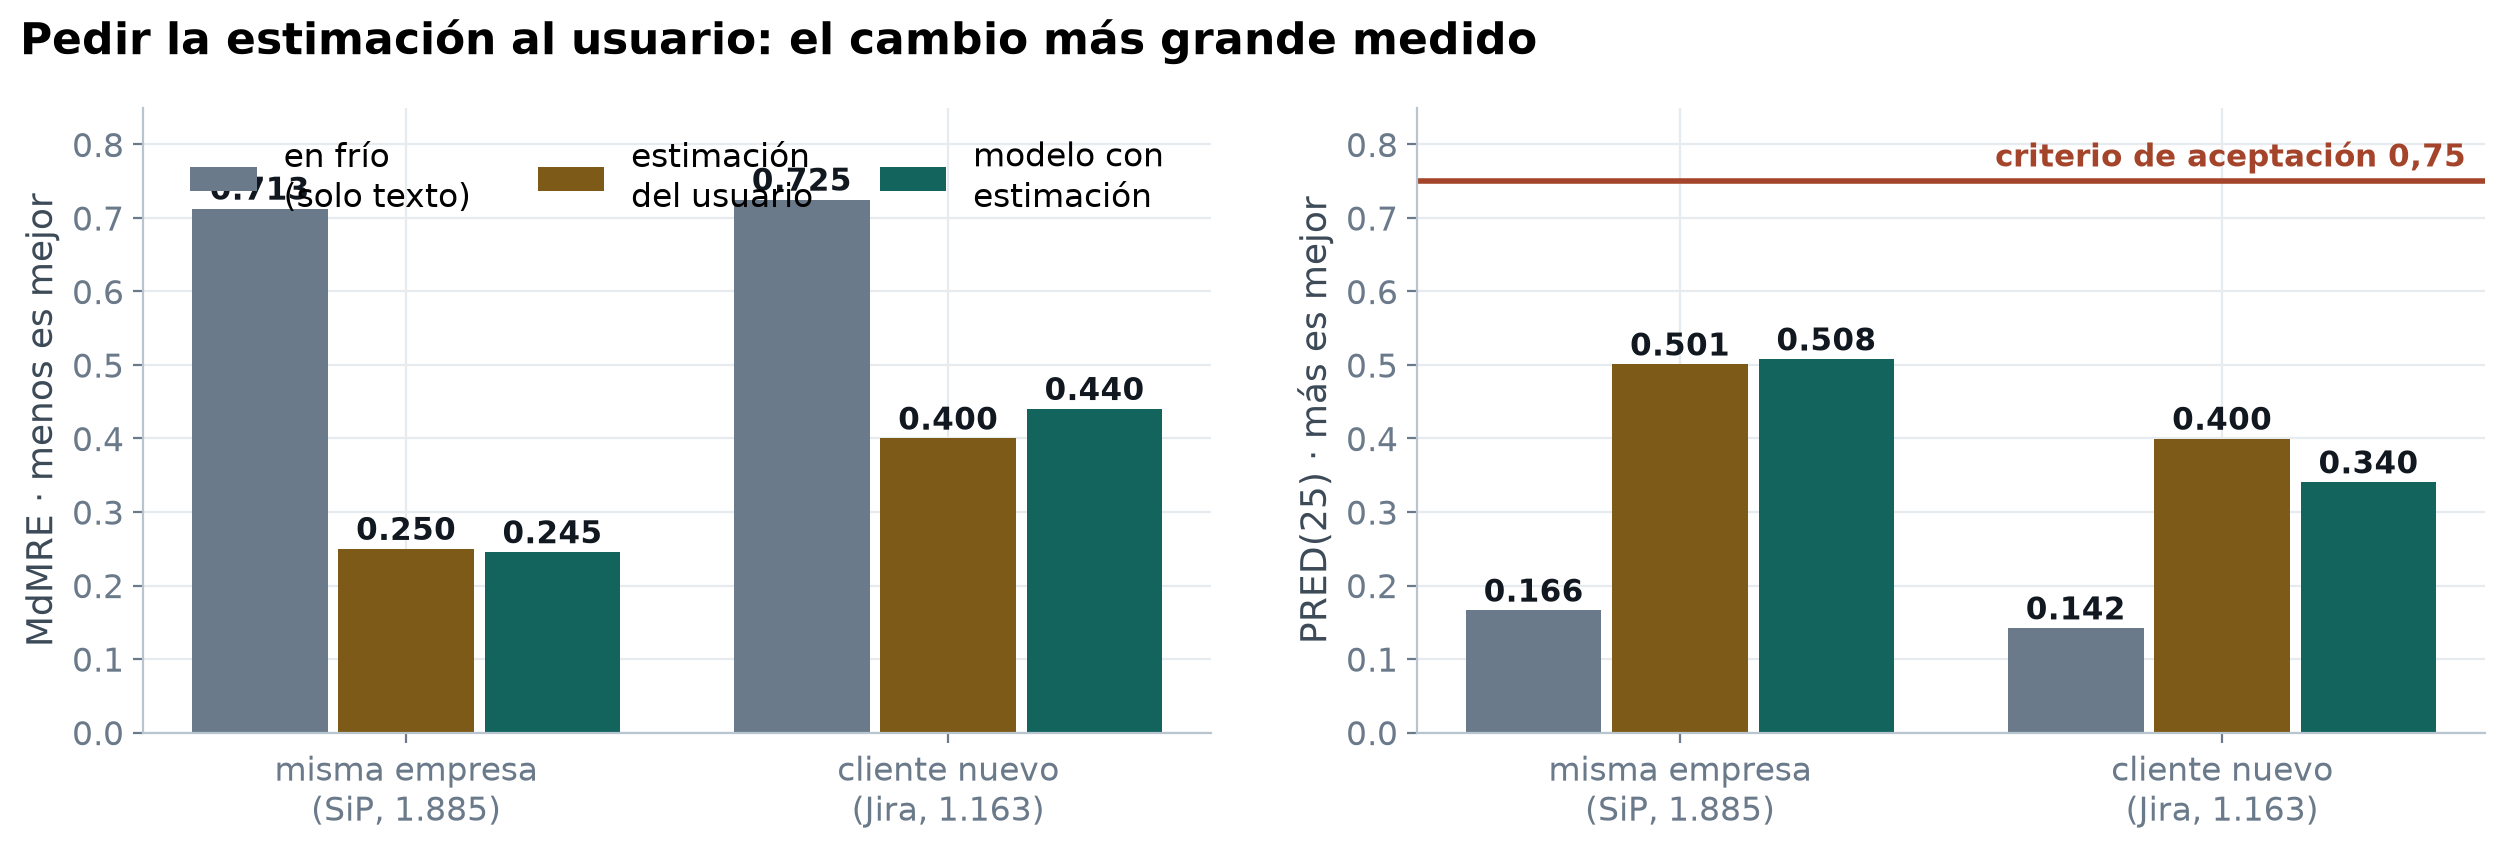 Pedir la estimación al usuario: el cambio más grande medido
MdMRE · menos es mejor
0.8
0.7
0.6
0.5
0.4
0.3
0.2
0.1
0.0
en frío
(solo texto)
estimación
del usuario
modelo con
estimación
0.713
0.250
0.245
0.725
0.400
0.440
misma empresa
(SiP, 1.885)
cliente nuevo
(Jira, 1.163)
PRED(25) · más es mejor
0.8
0.7
0.6
0.5
0.4
0.3
0.2
0.1
0.0
criterio de aceptación 0,75
0.166
0.501
0.508
0.142
0.400
0.340
misma empresa
(SiP, 1.885)
cliente nuevo
(Jira, 1.163)